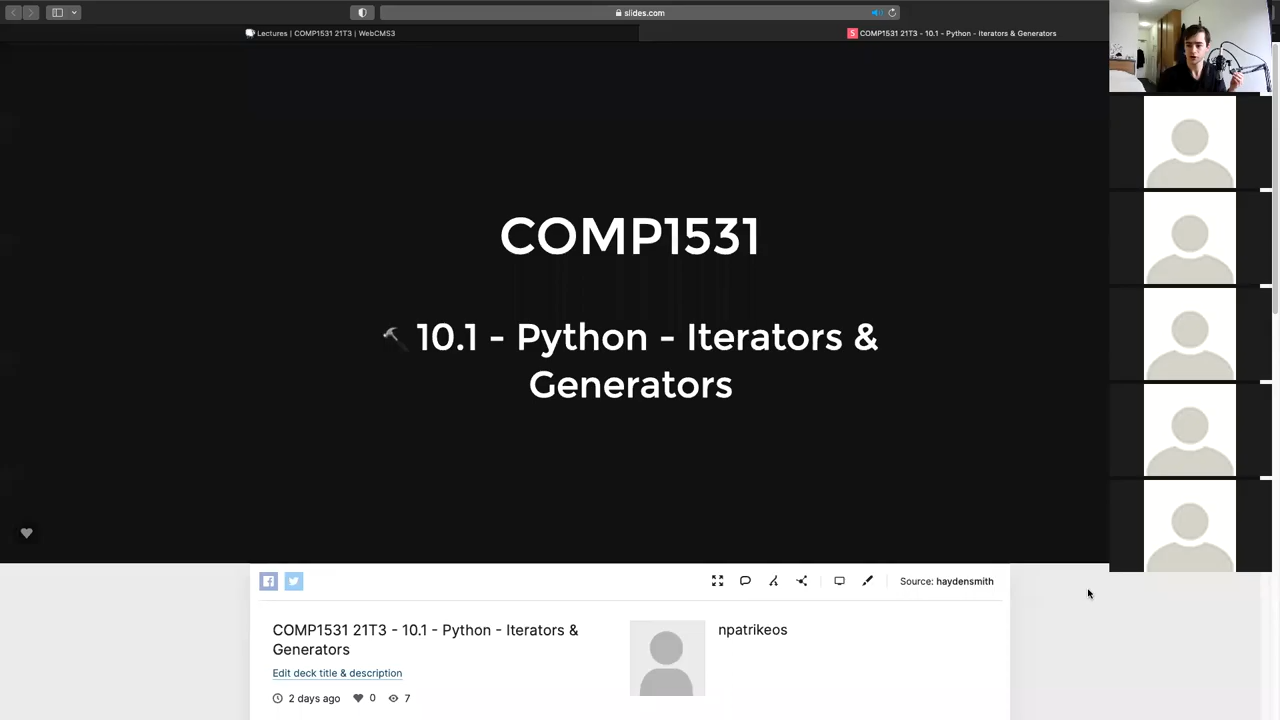 slides.com
Lectures | COMP1531 21T3 | WebCMS3
S COMP1531 21T3 - 10.1 - Python - Iterators & Generators
COMP1531
🔨 10.1 - Python - Iterators &
Generators
Source: haydensmith
COMP1531 21T3 - 10.1 - Python - Iterators &
Generators
npatrikeos
Edit deck title & description
2 days ago 0 7